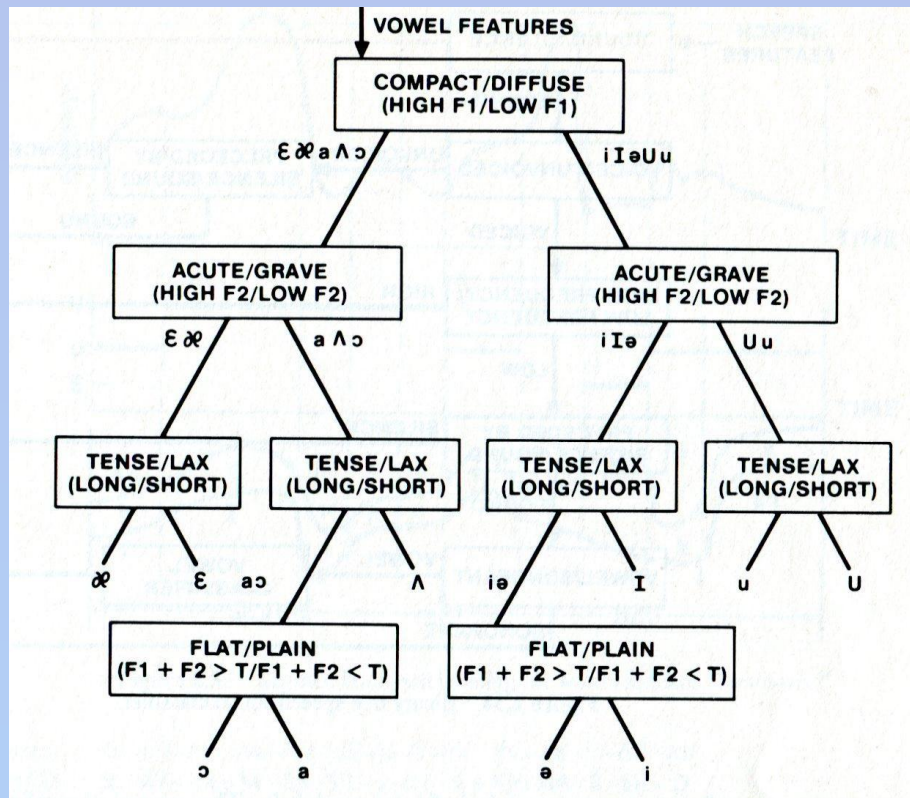 VOWEL FEATURES
COMPACT/DIFFUSE
(HIGH F1/LOW F1)
ɛ æ a ʌ ɔ
i I ə U u
ACUTE/GRAVE
(HIGH F2/LOW F2)
ACUTE/GRAVE
(HIGH F2/LOW F2)
ɛ æ
a ʌ ɔ
i I ə
U u
TENSE/LAX
(LONG/SHORT)
TENSE/LAX
(LONG/SHORT)
TENSE/LAX
(LONG/SHORT)
TENSE/LAX
(LONG/SHORT)
æ
ɛ
a ɔ
ʌ
i ə
I
u
U
FLAT/PLAIN
(F1 + F2 > T/F1 + F2 < T)
FLAT/PLAIN
(F1 + F2 > T/F1 + F2 < T)
ɔ
a
ə
i